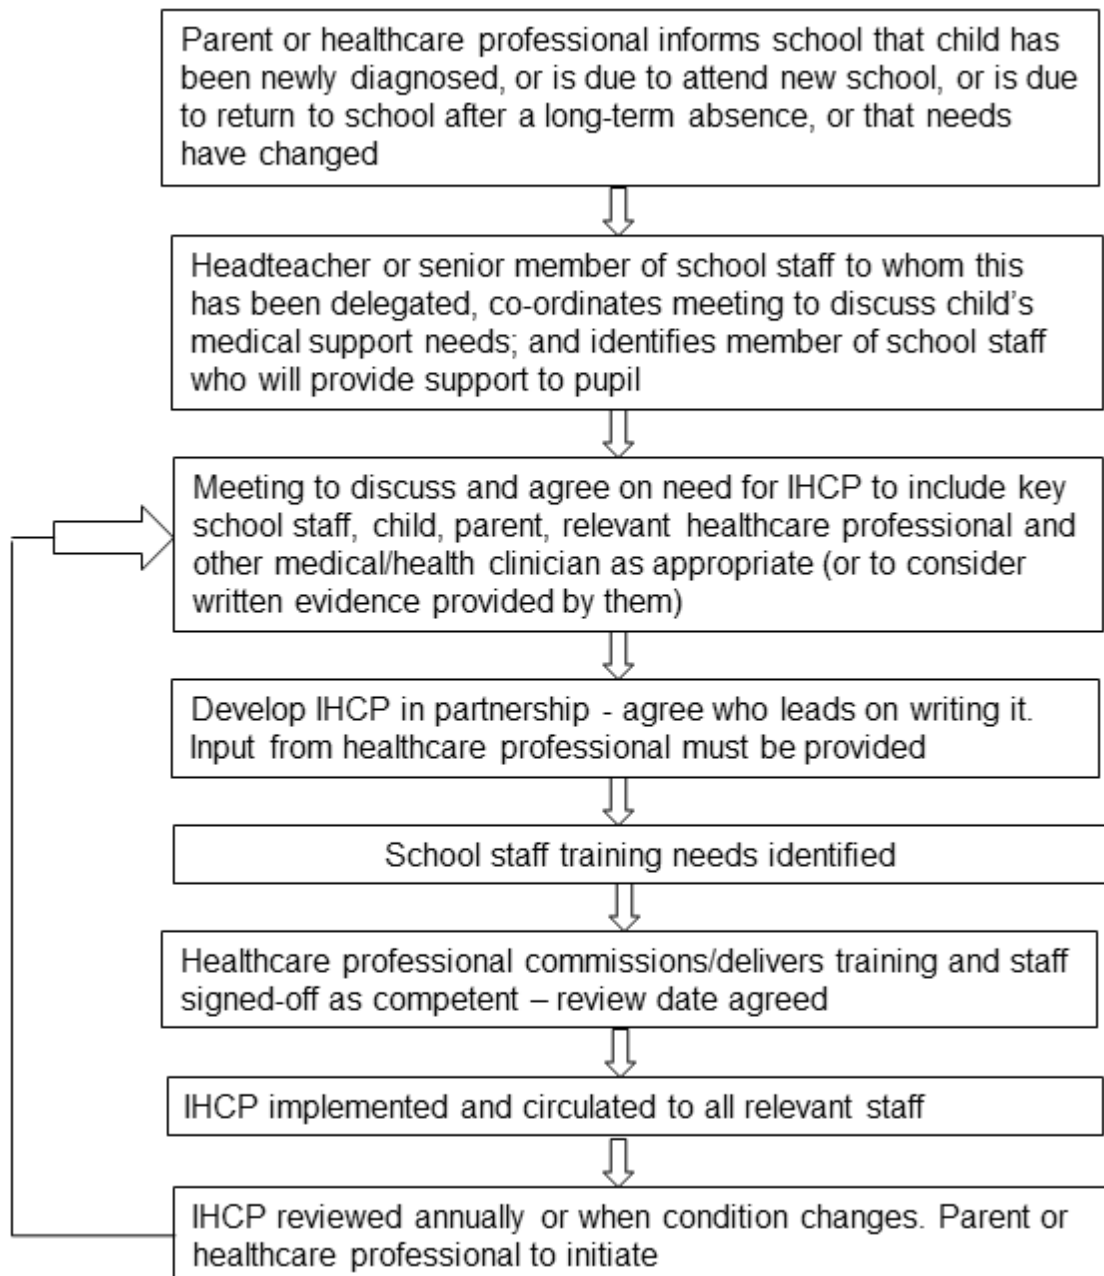 Parent or healthcare professional informs school that child has
been newly diagnosed, or is due to attend new school, or is due
to return to school after a long-term absence, or that needs
have changed
Headteacher or senior member of school staff to whom this
has been delegated, co-ordinates meeting to discuss child's
medical support needs; and identifies member of school staff
who will provide support to pupil
Meeting to discuss and agree on need for IHCP to include key
school staff, child, parent, relevant healthcare professional and
other medical/health clinician as appropriate (or to consider
written evidence provided by them)
Develop IHCP in partnership - agree who leads on writing it.
Input from healthcare professional must be provided
School staff training needs identified
Healthcare professional commissions/delivers training and staff
signed-off as competent – review date agreed
IHCP implemented and circulated to all relevant staff
IHCP reviewed annually or when condition changes. Parent or
healthcare professional to initiate